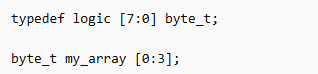 typedef logic [7:0] byte_t;
byte_t my_array [0:3];